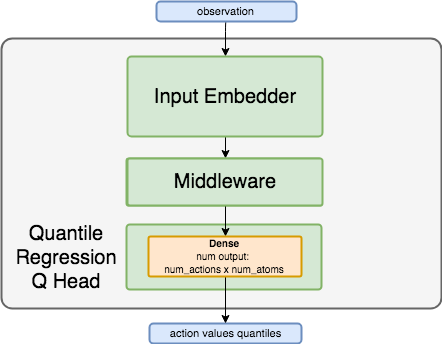 observation
Input Embedder
Middleware
Quantile
Regression
Q Head
Dense
num output:
num_actions x num_atoms
action values quantiles